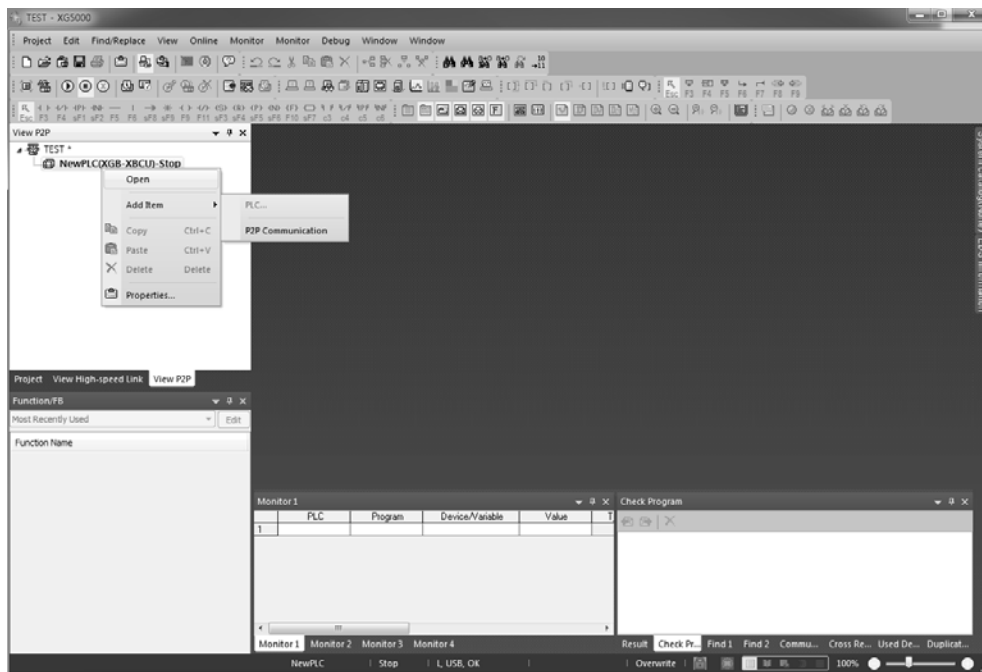 TEST - XG5000
Project Edit Find/Replace View Online Monitor Monitor Debug Window Window
View P2P
TEST *
NewPLC(XGB-XBCU)-Stop
Open
Add Item
PLC...
P2P Communication
Copy Ctrl+C
Paste Ctrl+V
Delete Delete
Properties...
Project View High-speed Link View P2P
Function/FB
Most Recently Used Edit
Function Name
Monitor 1
PLC Program Device/Variable Value T
1
Monitor 1 Monitor 2 Monitor 3 Monitor 4
Check Program
Result Check Pr... Find 1 Find 2 Commu... Cross Re... Used De... Duplicat...
NewPLC Stop L, USB, OK Overwrite 100%